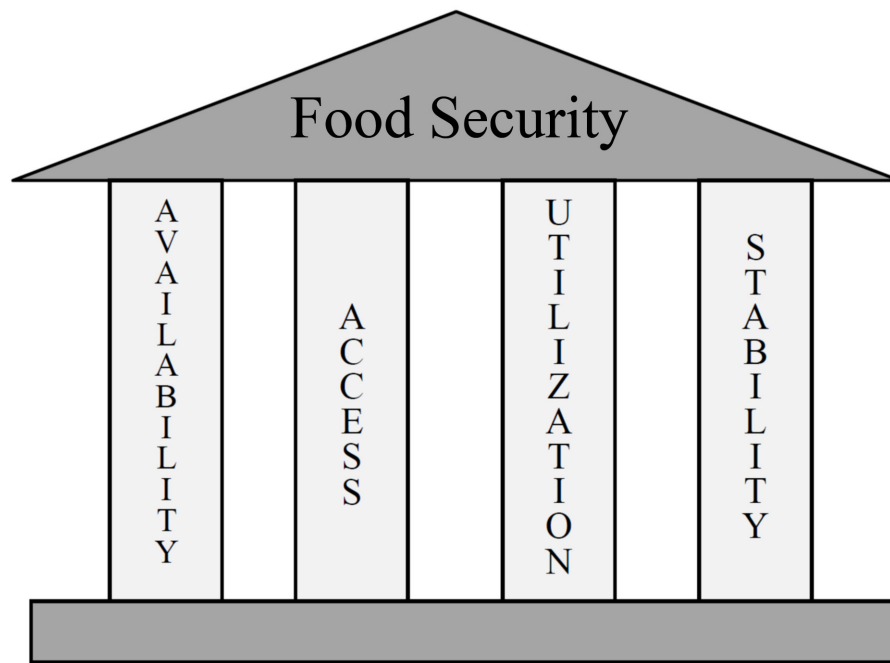 Food Security
AVAILABILITY
ACCESS
UTILIZATION
STABILITY